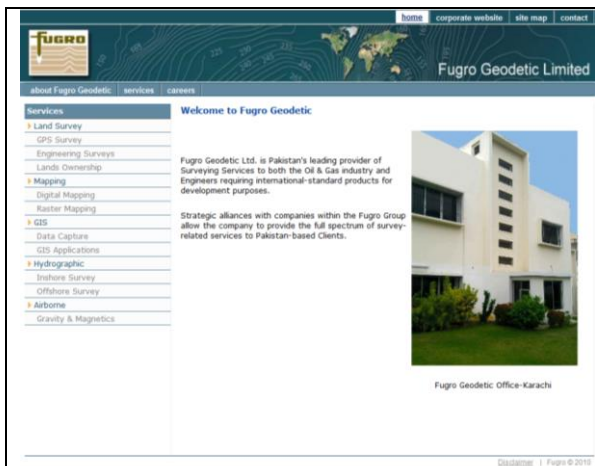 home
corporate website
site map
contact
FUGRO
Fugro Geodetic Limited
about Fugro Geodetic
services
careers
Services
Land Survey
GPS Survey
Engineering Surveys
Lands Ownership
Mapping
Digital Mapping
Raster Mapping
GIS
Data Capture
GIS Applications
Hydrographic
Inshore Survey
Offshore Survey
Airborne
Gravity & Magnetics
Welcome to Fugro Geodetic
Fugro Geodetic Ltd. is Pakistan's leading provider of
Surveying Services to both the Oil & Gas industry and
Engineers requiring international-standard products for
development purposes.
Strategic alliances with companies within the Fugro Group
allow the company to provide the full spectrum of survey-
related services to Pakistan-based Clients.
Fugro Geodetic Office-Karachi
Disclaimer | Fugro © 2010